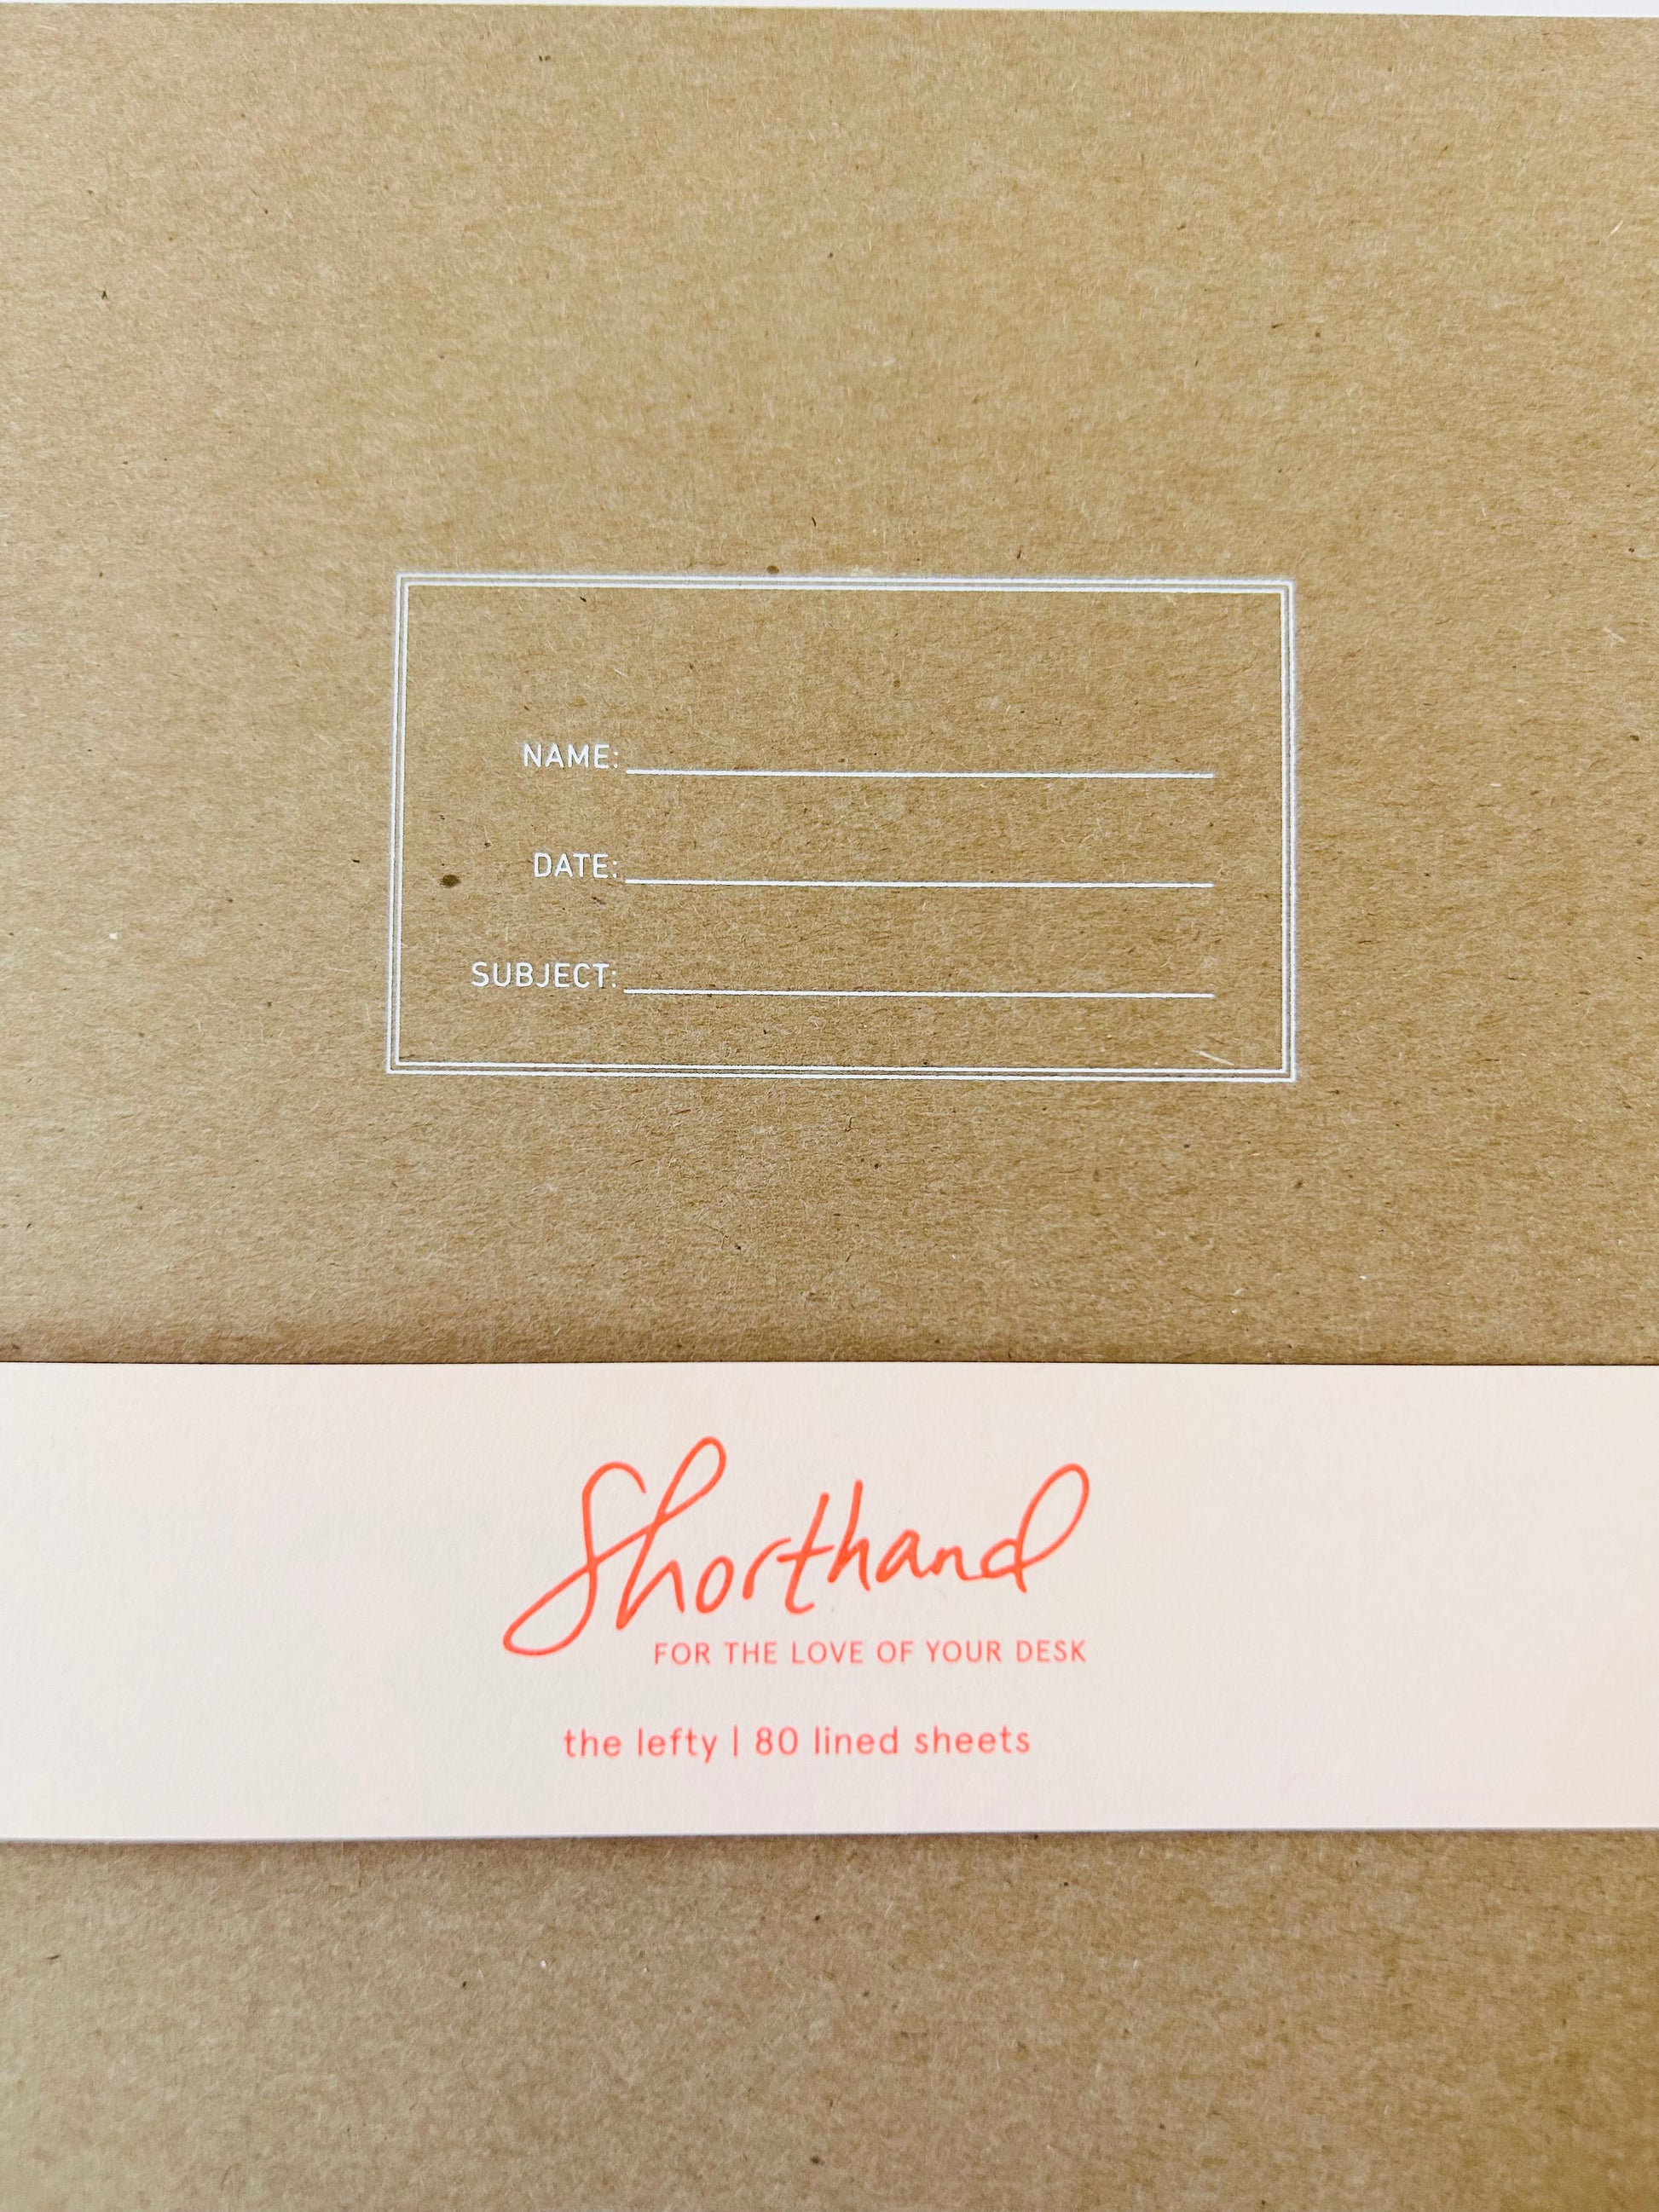 NAME:
DATE:
SUBJECT:
Shorthand
FOR THE LOVE OF YOUR DESK
the lefty | 80 lined sheets